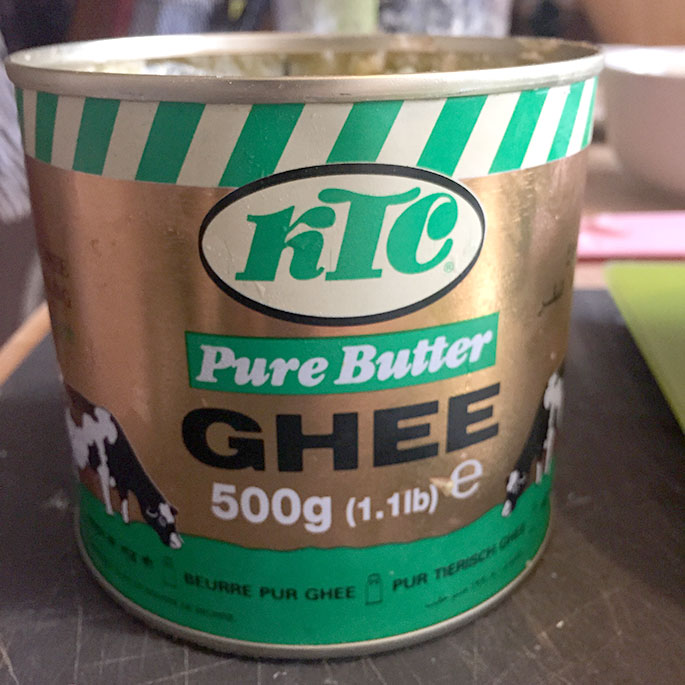 KTC
®
Pure Butter
GHEE
500g (1.1lb) e
BEURRE PUR GHEE
PUR TIERISCH GHEE